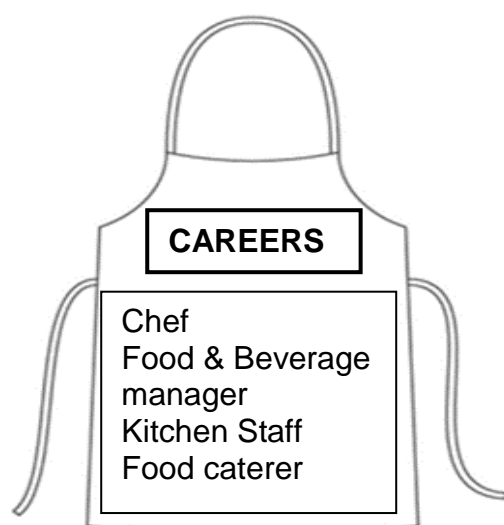 CAREERS
Chef
Food & Beverage
manager
Kitchen Staff
Food caterer